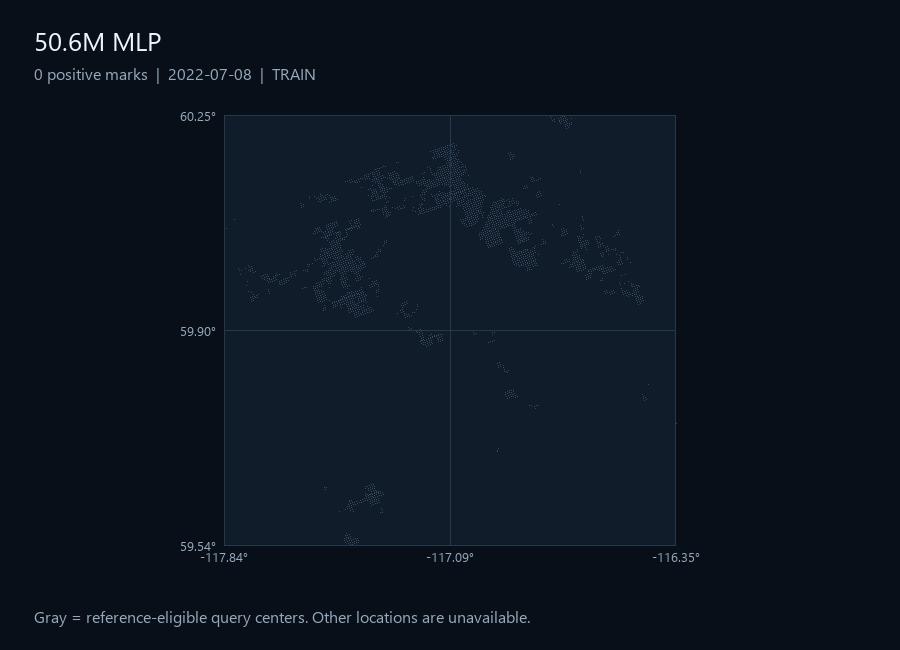 50.6M MLP
0 positive marks | 2022-07-08 | TRAIN
60.25°
59.90°
59.54°
-117.84° -117.09° -116.35°
Gray = reference-eligible query centers. Other locations are unavailable.